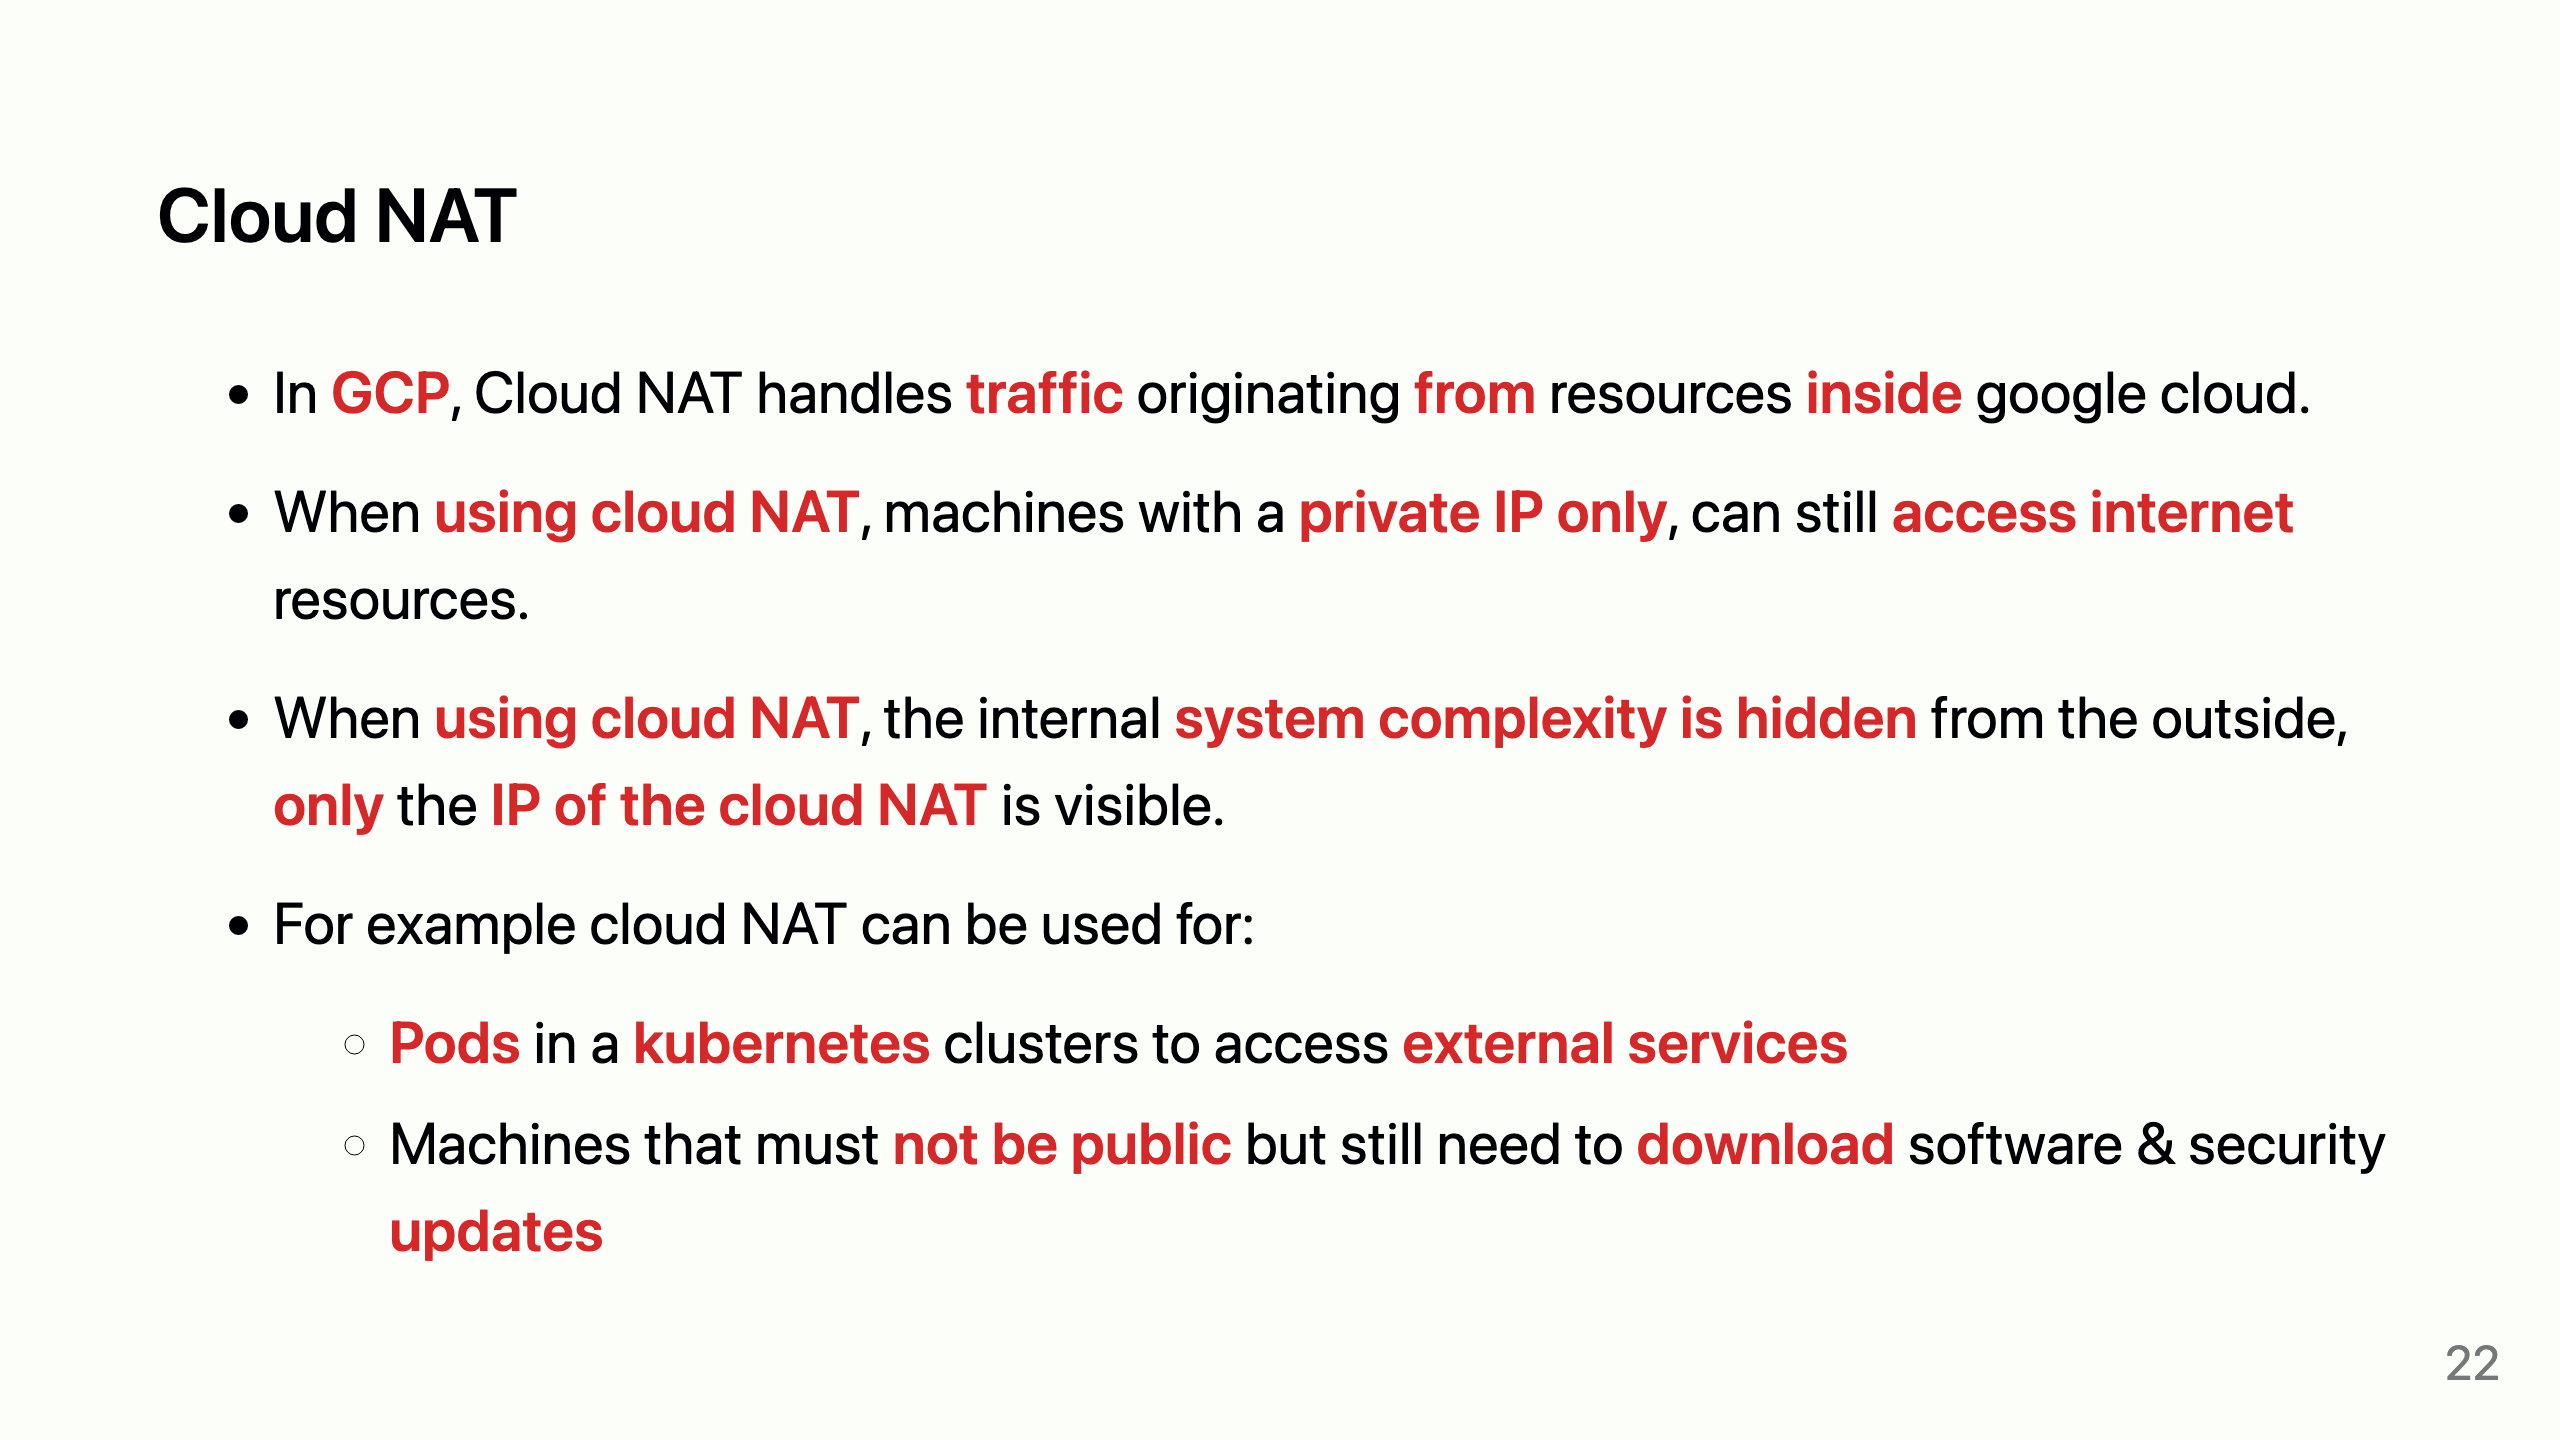 Cloud NAT
• In GCP, Cloud NAT handles traffic originating from resources inside google cloud.
• When using cloud NAT, machines with a private IP only, can still access internet
resources.
• When using cloud NAT, the internal system complexity is hidden from the outside,
only the IP of the cloud NAT is visible.
• For example cloud NAT can be used for:
○ Pods in a kubernetes clusters to access external services
○ Machines that must not be public but still need to download software & security
updates
22